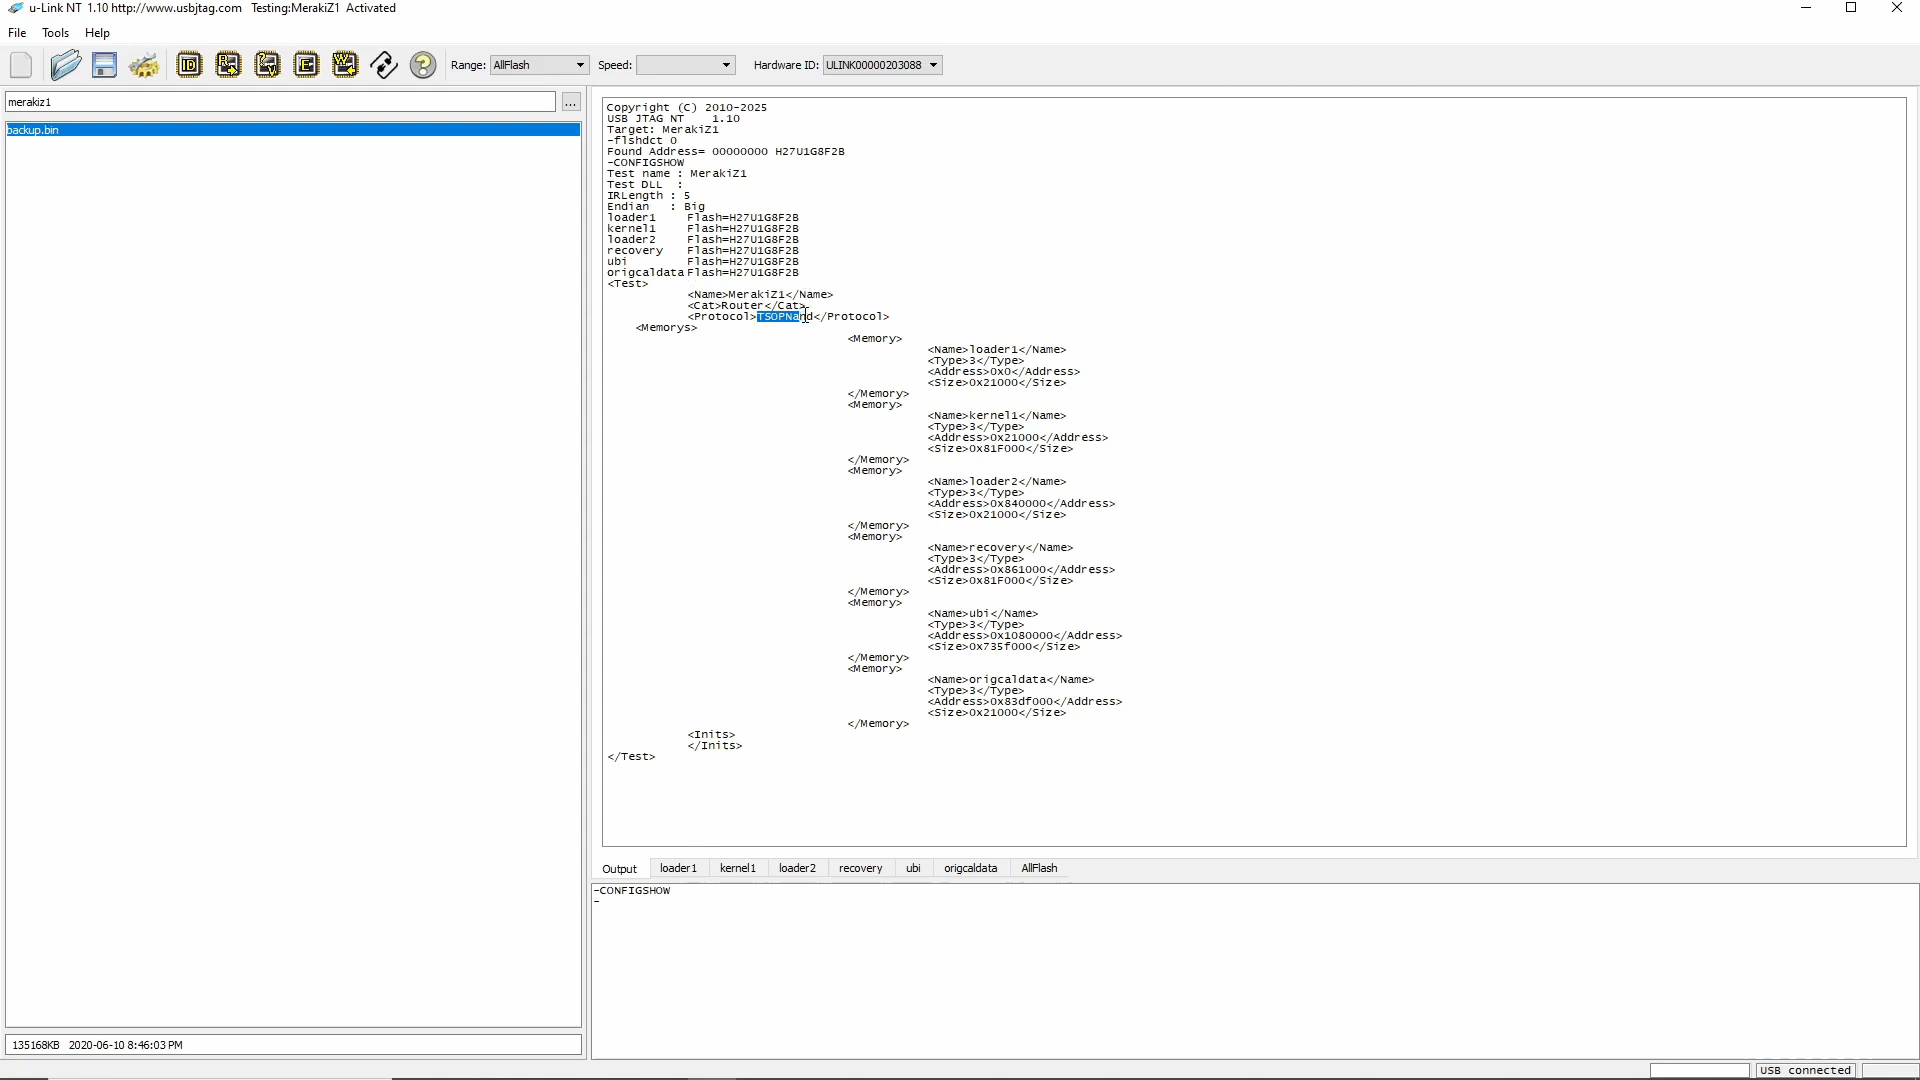 u-Link NT 1.10 http://www.usbjtag.com Testing:MerakiZ1 Activated
File Tools Help
ID R V E W ? Range: AllFlash Speed: Hardware ID: ULINK00000203088
merakiz1 ...
backup.bin
Copyright (C) 2010-2025
USB JTAG NT 1.10
Target: MerakiZ1
-flshdct 0
Found Address= 00000000 H27U1G8F2B
-CONFIGSHOW
Test name : MerakiZ1
Test DLL :
IRLength : 5
Endian : Big
loader1 Flash=H27U1G8F2B
kernel1 Flash=H27U1G8F2B
loader2 Flash=H27U1G8F2B
recovery Flash=H27U1G8F2B
ubi Flash=H27U1G8F2B
origcaldata Flash=H27U1G8F2B
<Test>
<Name>MerakiZ1</Name>
<Cat>Router</Cat>
<Protocol>TSOPNand</Protocol>
<Memorys>
<Memory>
<Name>loader1</Name>
<Type>3</Type>
<Address>0x0</Address>
<Size>0x21000</Size>
</Memory>
<Memory>
<Name>kernel1</Name>
<Type>3</Type>
<Address>0x21000</Address>
<Size>0x81F000</Size>
</Memory>
<Memory>
<Name>loader2</Name>
<Type>3</Type>
<Address>0x840000</Address>
<Size>0x21000</Size>
</Memory>
<Memory>
<Name>recovery</Name>
<Type>3</Type>
<Address>0x861000</Address>
<Size>0x81F000</Size>
</Memory>
<Memory>
<Name>ubi</Name>
<Type>3</Type>
<Address>0x1080000</Address>
<Size>0x735f000</Size>
</Memory>
<Memory>
<Name>origcaldata</Name>
<Type>3</Type>
<Address>0x83df000</Address>
<Size>0x21000</Size>
</Memory>
<Inits>
</Inits>
</Test>
Output loader1 kernel1 loader2 recovery ubi origcaldata AllFlash
-CONFIGSHOW
-
135168KB 2020-06-10 8:46:03 PM
USB connected